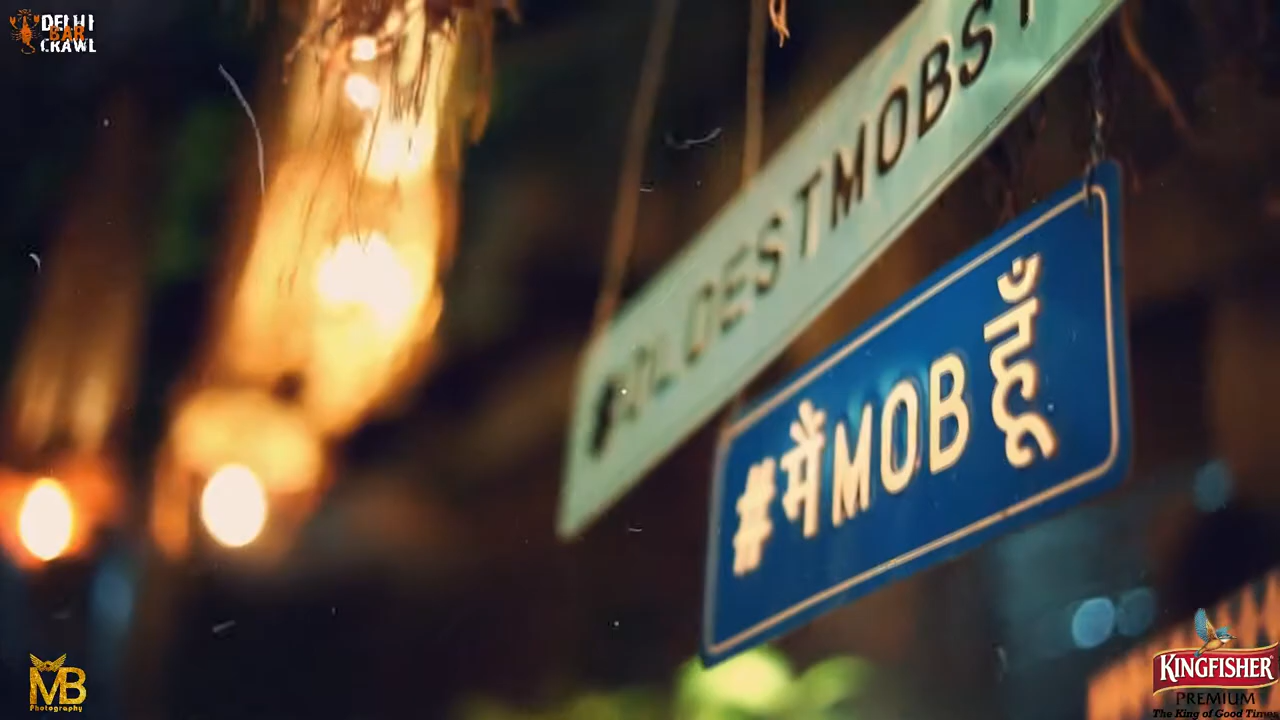 DELHI
BAR
CRAWL
#OLDESTMOBST
#मैं MOB हूँ
MB
Photography
KINGFISHER
PREMIUM
The King of Good Times